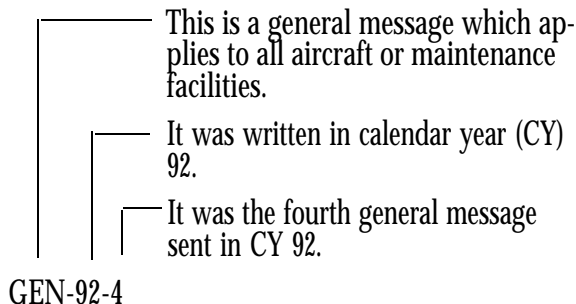 This is a general message which ap-
plies to all aircraft or maintenance
facilities.
It was written in calendar year (CY)
92.
It was the fourth general message
sent in CY 92.
GEN-92-4